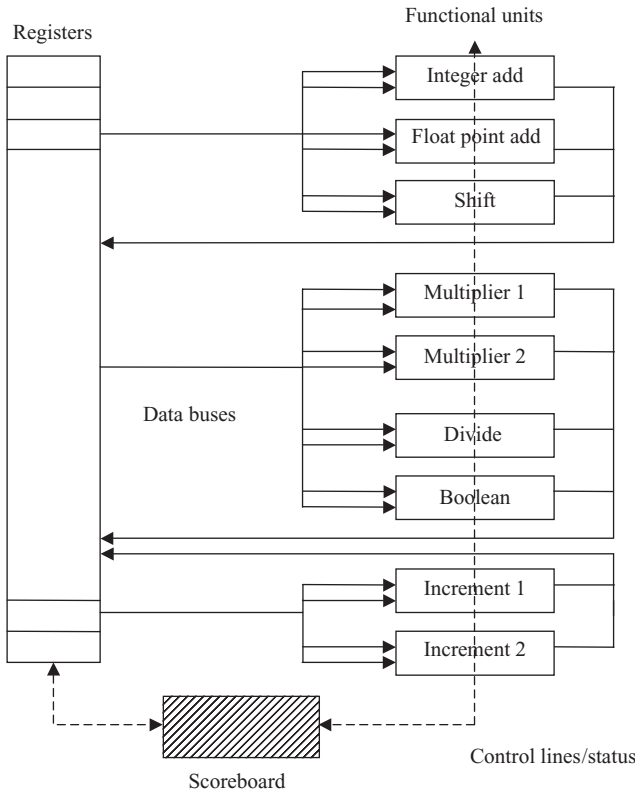 Functional units
Registers
Integer add
Float point add
Shift
Multiplier 1
Multiplier 2
Data buses
Divide
Boolean
Increment 1
Increment 2
Control lines/status
Scoreboard